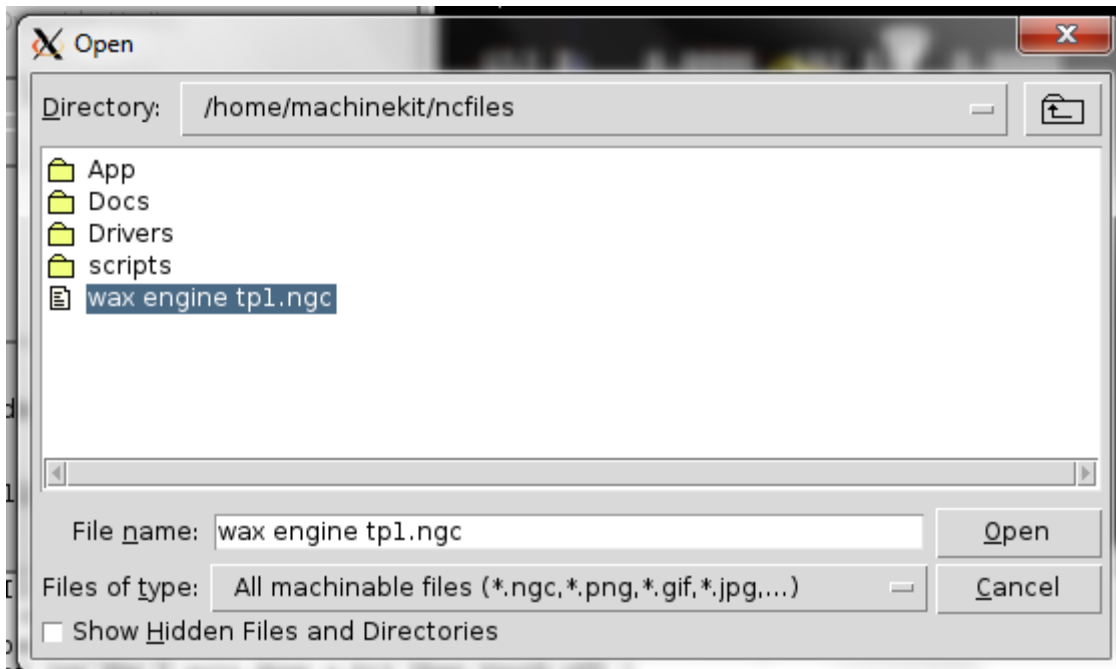 Open
x
Directory: /home/machinekit/ncfiles
App
Docs
Drivers
scripts
wax engine tp1.ngc
File name: wax engine tp1.ngc
Open
Files of type: All machinable files (*.ngc,*.png,*.gif,*.jpg,...)
Cancel
Show Hidden Files and Directories